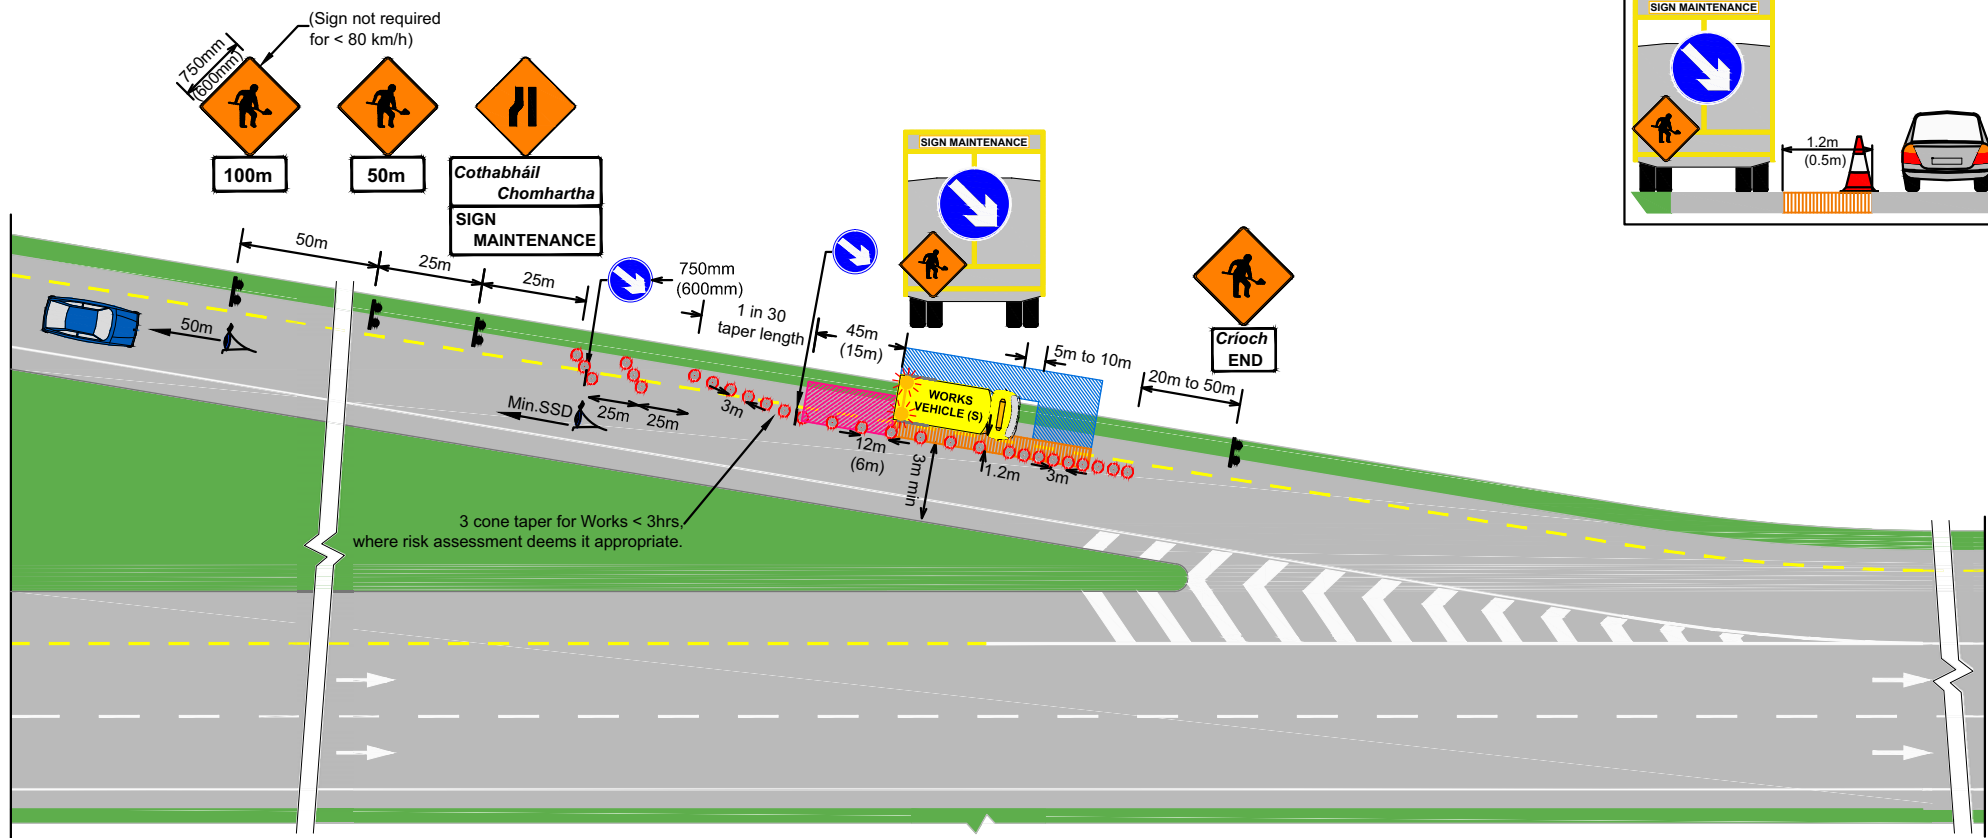 (Sign not required
for < 80 km/h)
750mm
(600mm)
100m
50m
Cothabháil
Chomhartha
SIGN
MAINTENANCE
SIGN MAINTENANCE
SIGN MAINTENANCE
1.2m
(0.5m)
50m
25m
25m
750mm
(600mm)
1 in 30
taper length
45m
(15m)
5m to 10m
20m to 50m
Críoch
END
50m
Min.SSD
25m
25m
3m
WORKS
VEHICLE (S)
12m
(6m)
3m min
1.2m
3m
3 cone taper for Works < 3hrs,
where risk assessment deems it appropriate.